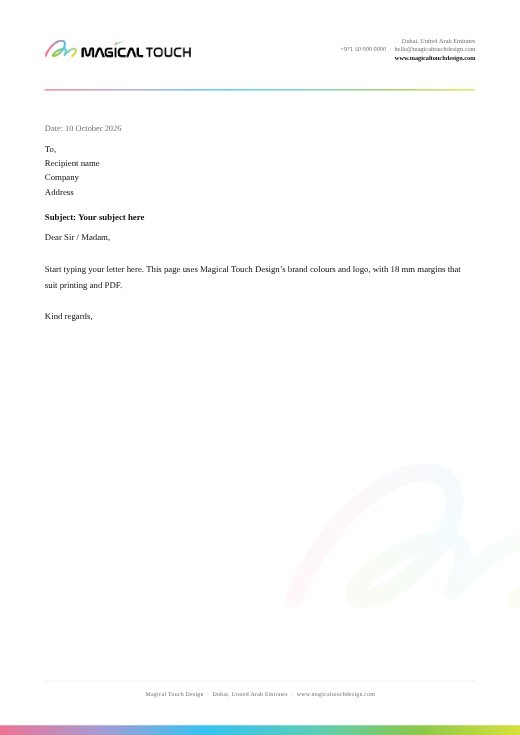 MAGICAL TOUCH
Dubai, United Arab Emirates
+971 50 000 0000 · hello@magicaltouchdesign.com
www.magicaltouchdesign.com
Date: 10 October 2026
To,
Recipient name
Company
Address
Subject: Your subject here
Dear Sir / Madam,
Start typing your letter here. This page uses Magical Touch Design’s brand colours and logo, with 18 mm margins that
suit printing and PDF.
Kind regards,
Magical Touch Design · Dubai, United Arab Emirates · www.magicaltouchdesign.com